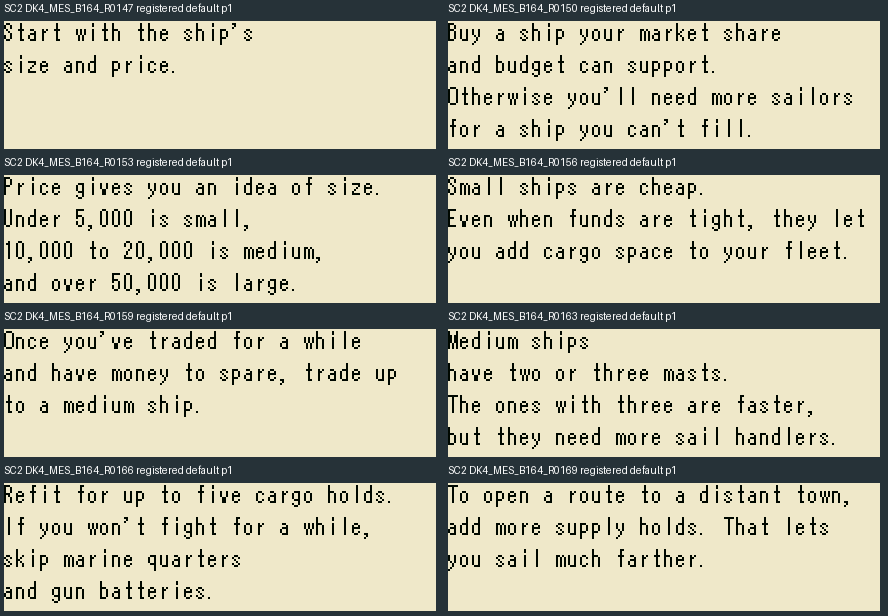 SC2 DK4_MES_B164_R0147 registered default p1
Start with the ship's
size and price.
SC2 DK4_MES_B164_R0150 registered default p1
Buy a ship your market share
and budget can support.
Otherwise you'll need more sailors
for a ship you can't fill.
SC2 DK4_MES_B164_R0153 registered default p1
Price gives you an idea of size.
Under 5,000 is small,
10,000 to 20,000 is medium,
and over 50,000 is large.
SC2 DK4_MES_B164_R0156 registered default p1
Small ships are cheap.
Even when funds are tight, they let
you add cargo space to your fleet.
SC2 DK4_MES_B164_R0159 registered default p1
Once you've traded for a while
and have money to spare, trade up
to a medium ship.
SC2 DK4_MES_B164_R0163 registered default p1
Medium ships
have two or three masts.
The ones with three are faster,
but they need more sail handlers.
SC2 DK4_MES_B164_R0166 registered default p1
Refit for up to five cargo holds.
If you won't fight for a while,
skip marine quarters
and gun batteries.
SC2 DK4_MES_B164_R0169 registered default p1
To open a route to a distant town,
add more supply holds. That lets
you sail much farther.